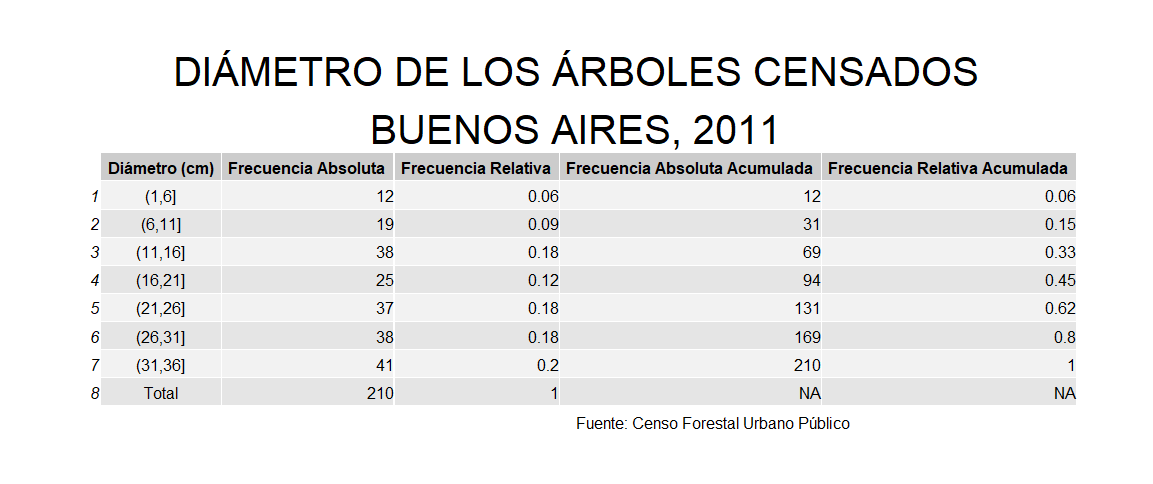 DIÁMETRO DE LOS ÁRBOLES CENSADOS
BUENOS AIRES, 2011
Diámetro (cm) Frecuencia Absoluta Frecuencia Relativa Frecuencia Absoluta Acumulada Frecuencia Relativa Acumulada
1 (1,6] 12 0.06 12 0.06
2 (6,11] 19 0.09 31 0.15
3 (11,16] 38 0.18 69 0.33
4 (16,21] 25 0.12 94 0.45
5 (21,26] 37 0.18 131 0.62
6 (26,31] 38 0.18 169 0.8
7 (31,36] 41 0.2 210 1
8 Total 210 1 NA NA
Fuente: Censo Forestal Urbano Público